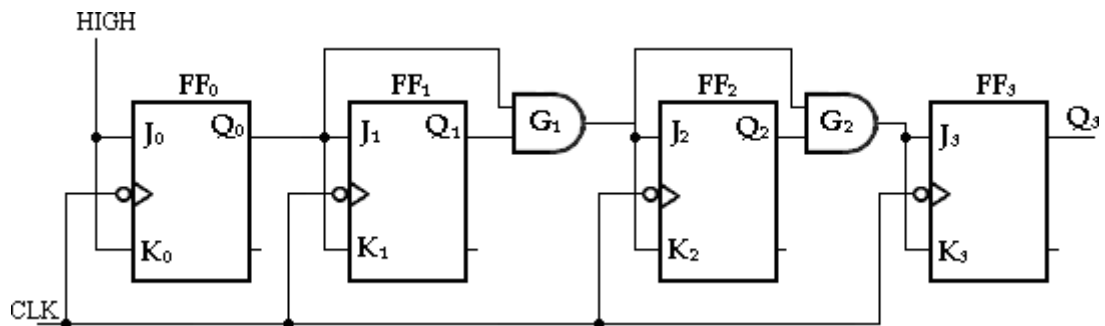 HIGH
FF₀ FF₁ FF₂ FF₃
J₀ Q₀ J₁ Q₁ G₁ J₂ Q₂ G₂ J₃ Q₃
K₀ K₁ K₂ K₃
CLK